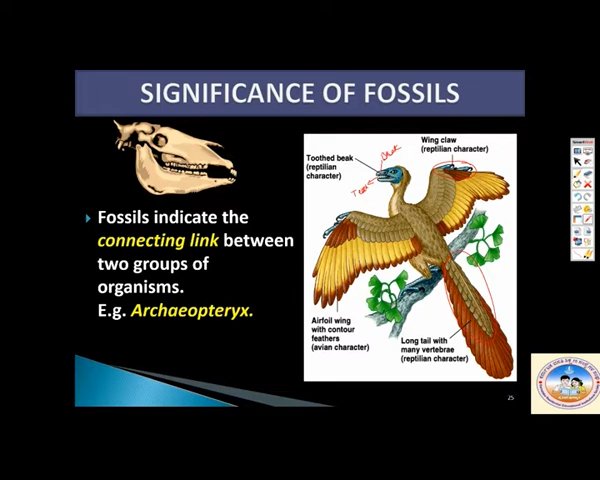 SIGNIFICANCE OF FOSSILS
Toothed beak
(reptilian
character)
Beak
Wing claw
(reptilian character)
Fossils indicate the
connecting link between
two groups of
organisms.
E.g. Archaeopteryx.
Airfoil wing
with contour
feathers
(avian character)
Long tail with
many vertebrae
(reptilian character)
25